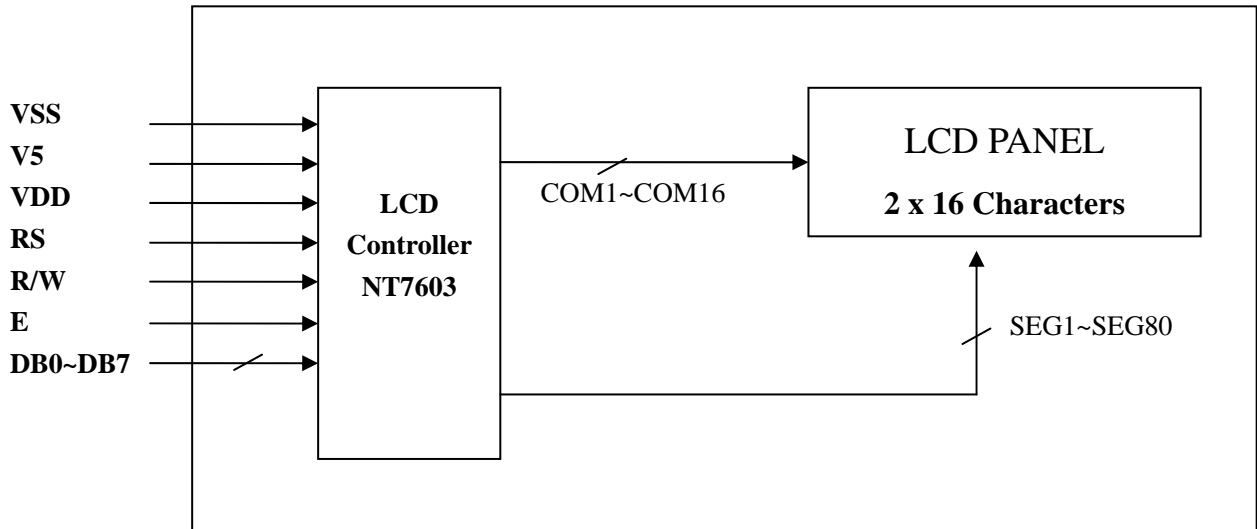 VSS
V5
VDD
RS
R/W
E
DB0~DB7
LCD
Controller
NT7603
COM1~COM16
LCD PANEL
2 x 16 Characters
SEG1~SEG80